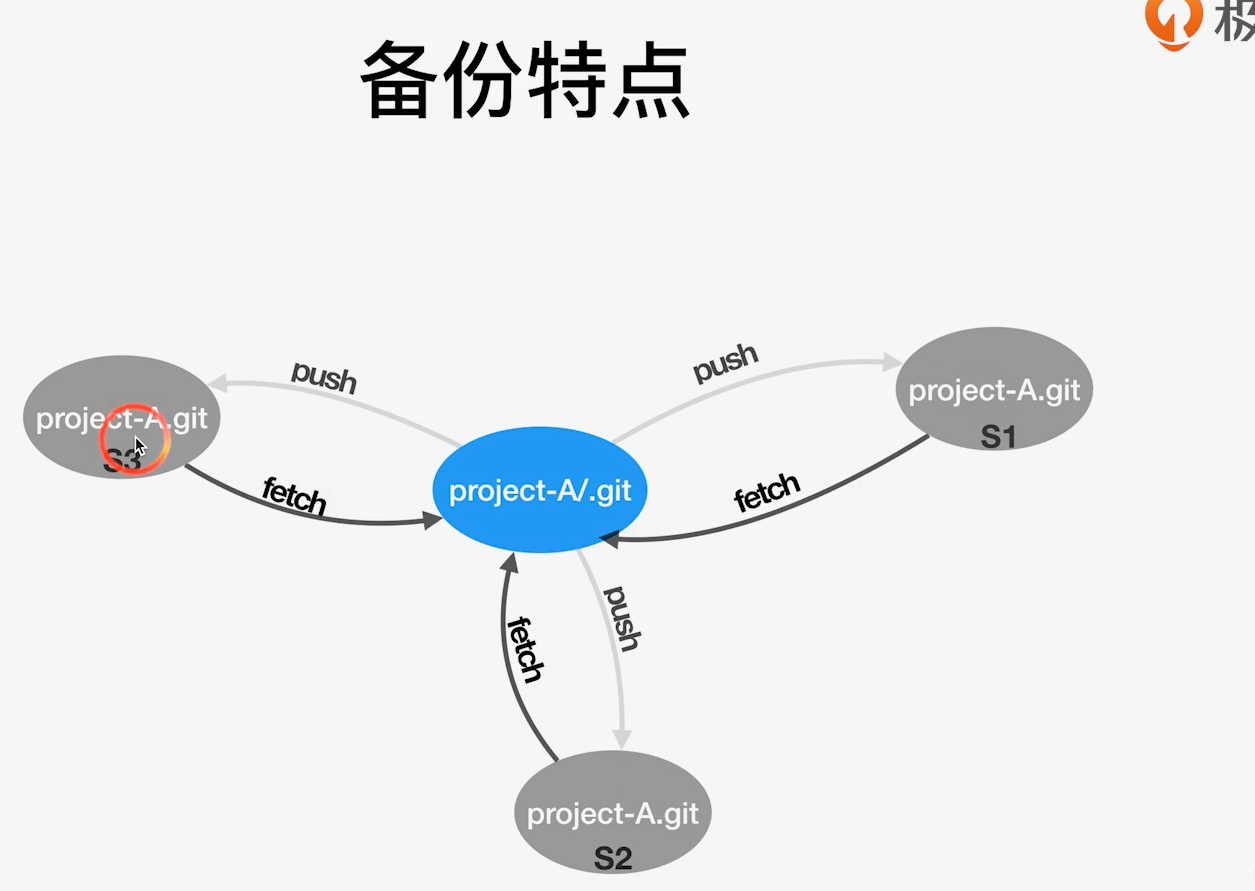 极
备份特点
push
push
project-A.git
S1
project-A.git
S3
fetch
project-A/.git
fetch
fetch
push
project-A.git
S2